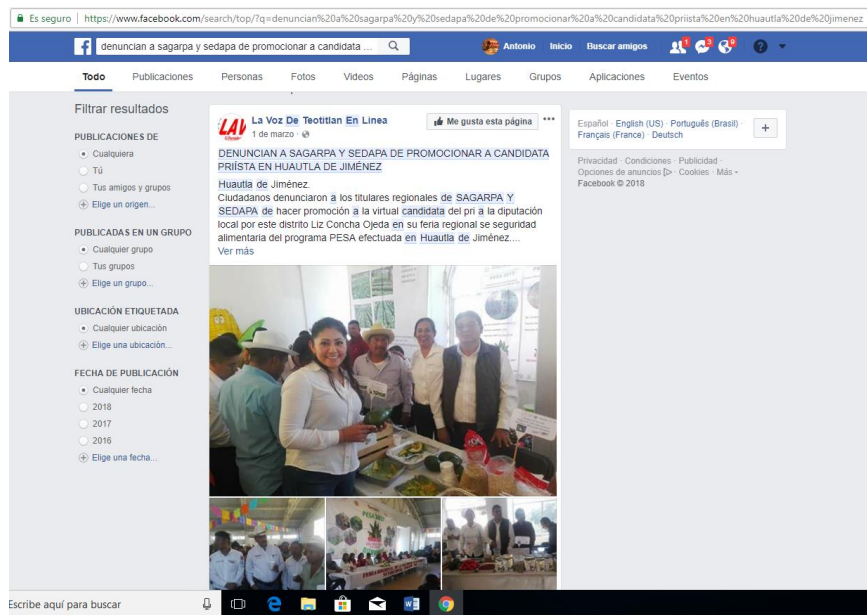 Es seguro | https://www.facebook.com/search/top/?q=denuncian%20a%20sagarpa%20y%20sedapa%20de%20promocionar%20a%20candidata%20priista%20en%20huautla%20de%20jimenez
denuncian a sagarpa y sedapa de promocionar a candidata ...
Antonio Inicio Buscar amigos 1 3 9
Todo Publicaciones Personas Fotos Videos Páginas Lugares Grupos Aplicaciones Eventos
Filtrar resultados
PUBLICACIONES DE
Cualquiera
Tú
Tus amigos y grupos
Elige un origen...
PUBLICADAS EN UN GRUPO
Cualquier grupo
Tus grupos
Elige un grupo...
UBICACIÓN ETIQUETADA
Cualquier ubicación
Elige una ubicación...
FECHA DE PUBLICACIÓN
Cualquier fecha
2018
2017
2016
Elige una fecha...
LAV
La Voz De Teotitlan En Linea
1 de marzo ·
Me gusta esta página
DENUNCIAN A SAGARPA Y SEDAPA DE PROMOCIONAR A CANDIDATA
PRIÍSTA EN HUAUTLA DE JIMÉNEZ
Huautla de Jiménez.
Ciudadanos denunciaron a los titulares regionales de SAGARPA Y
SEDAPA de hacer promoción a la virtual candidata del pri a la diputación
local por este distrito Liz Concha Ojeda en su feria regional se seguridad
alimentaria del programa PESA efectuada en Huautla de Jiménez....
Ver más
PESA
Español · English (US) · Português (Brasil) ·
Français (France) · Deutsch
Privacidad · Condiciones · Publicidad ·
Opciones de anuncios · Cookies · Más
Facebook © 2018
Escribe aquí para buscar